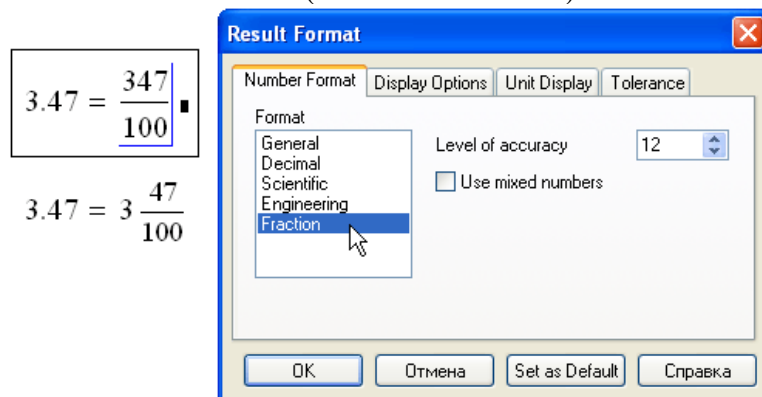 Result Format
Number Format Display Options Unit Display Tolerance
Format
General
Decimal
Scientific
Engineering
Fraction
Level of accuracy 12
Use mixed numbers
OK Отмена Set as Default Справка
3.47 = 347/100
3.47 = 3 47/100